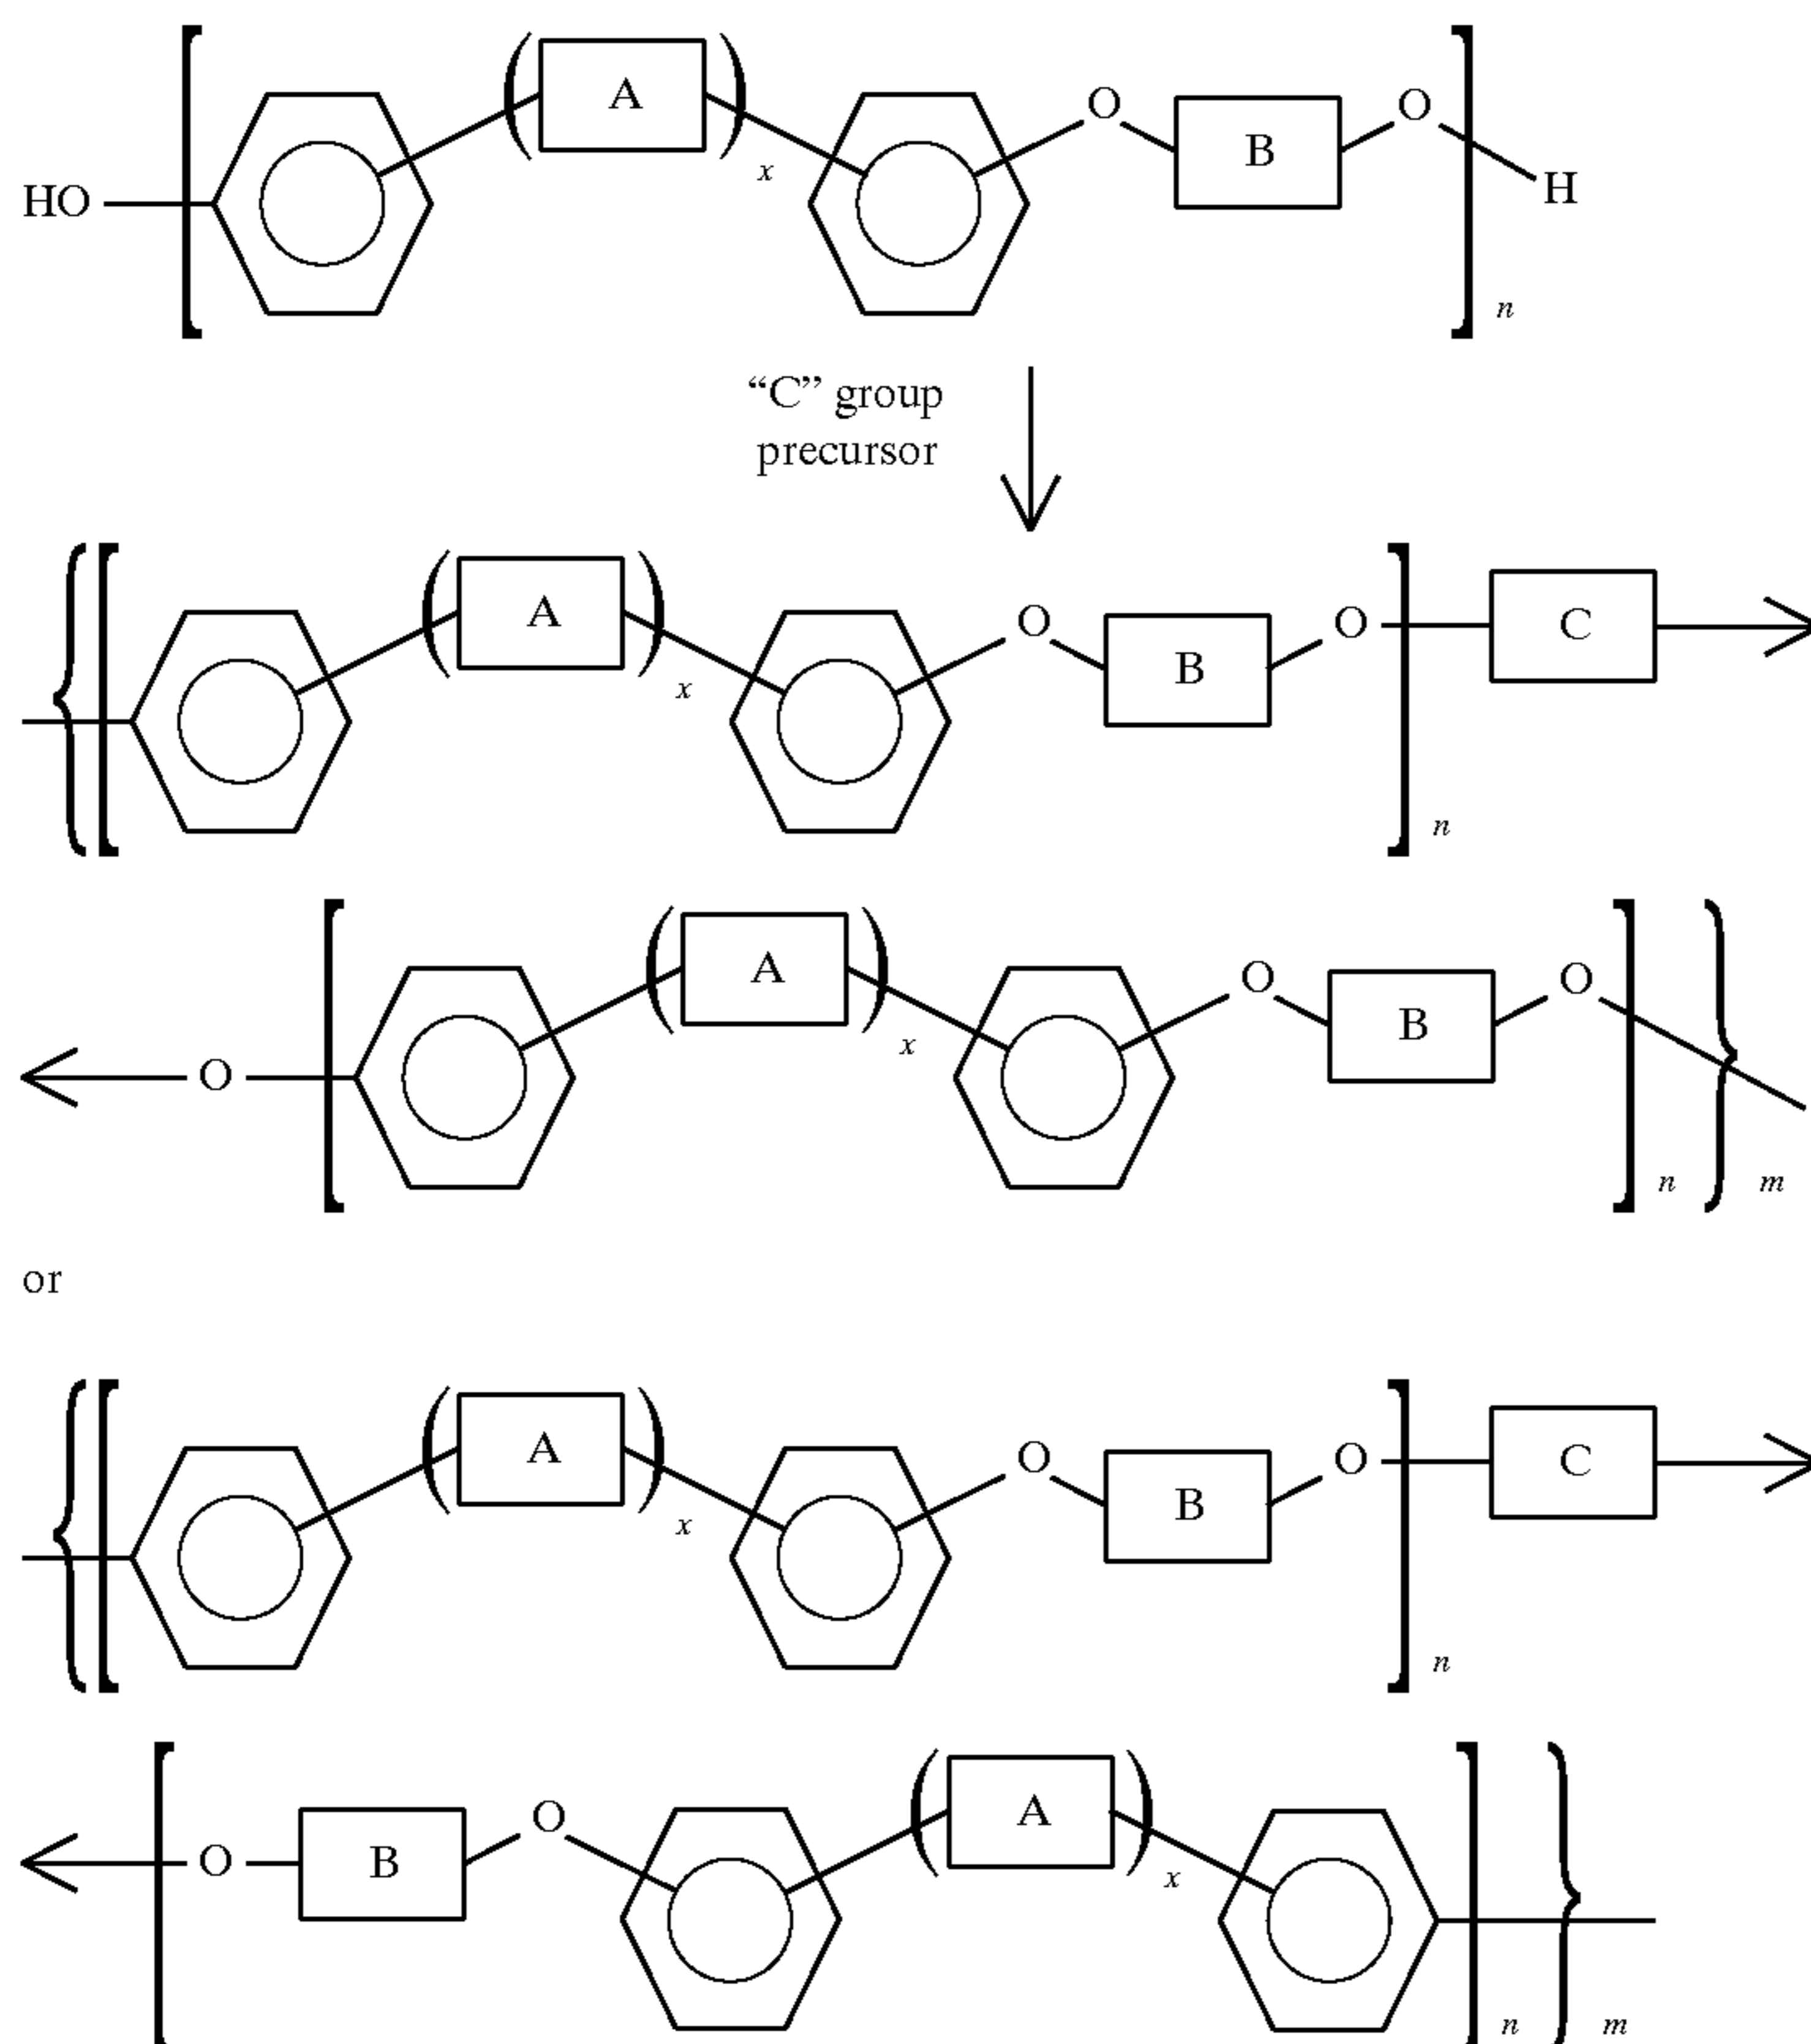 HO A x O B O H n
“C” group
precursor
A x O B O n C
O A x O B O n m
or
A x O B O n C
O B O A x n m